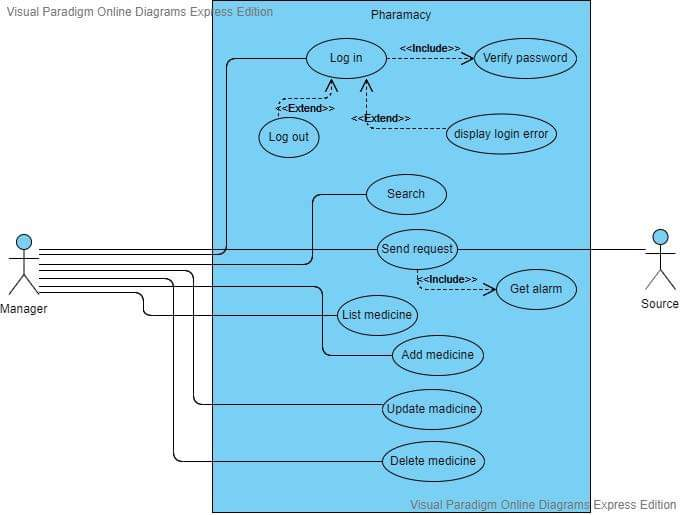 Visual Paradigm Online Diagrams Express Edition
Pharamacy
Log in
<<Include>>
Verify password
<<Extend>>
<<Extend>>
Log out
display login error
Search
Send request
<<Include>>
Get alarm
Manager
Source
List medicine
Add medicine
Update madicine
Delete medicine
Visual Paradigm Online Diagrams Express Edition